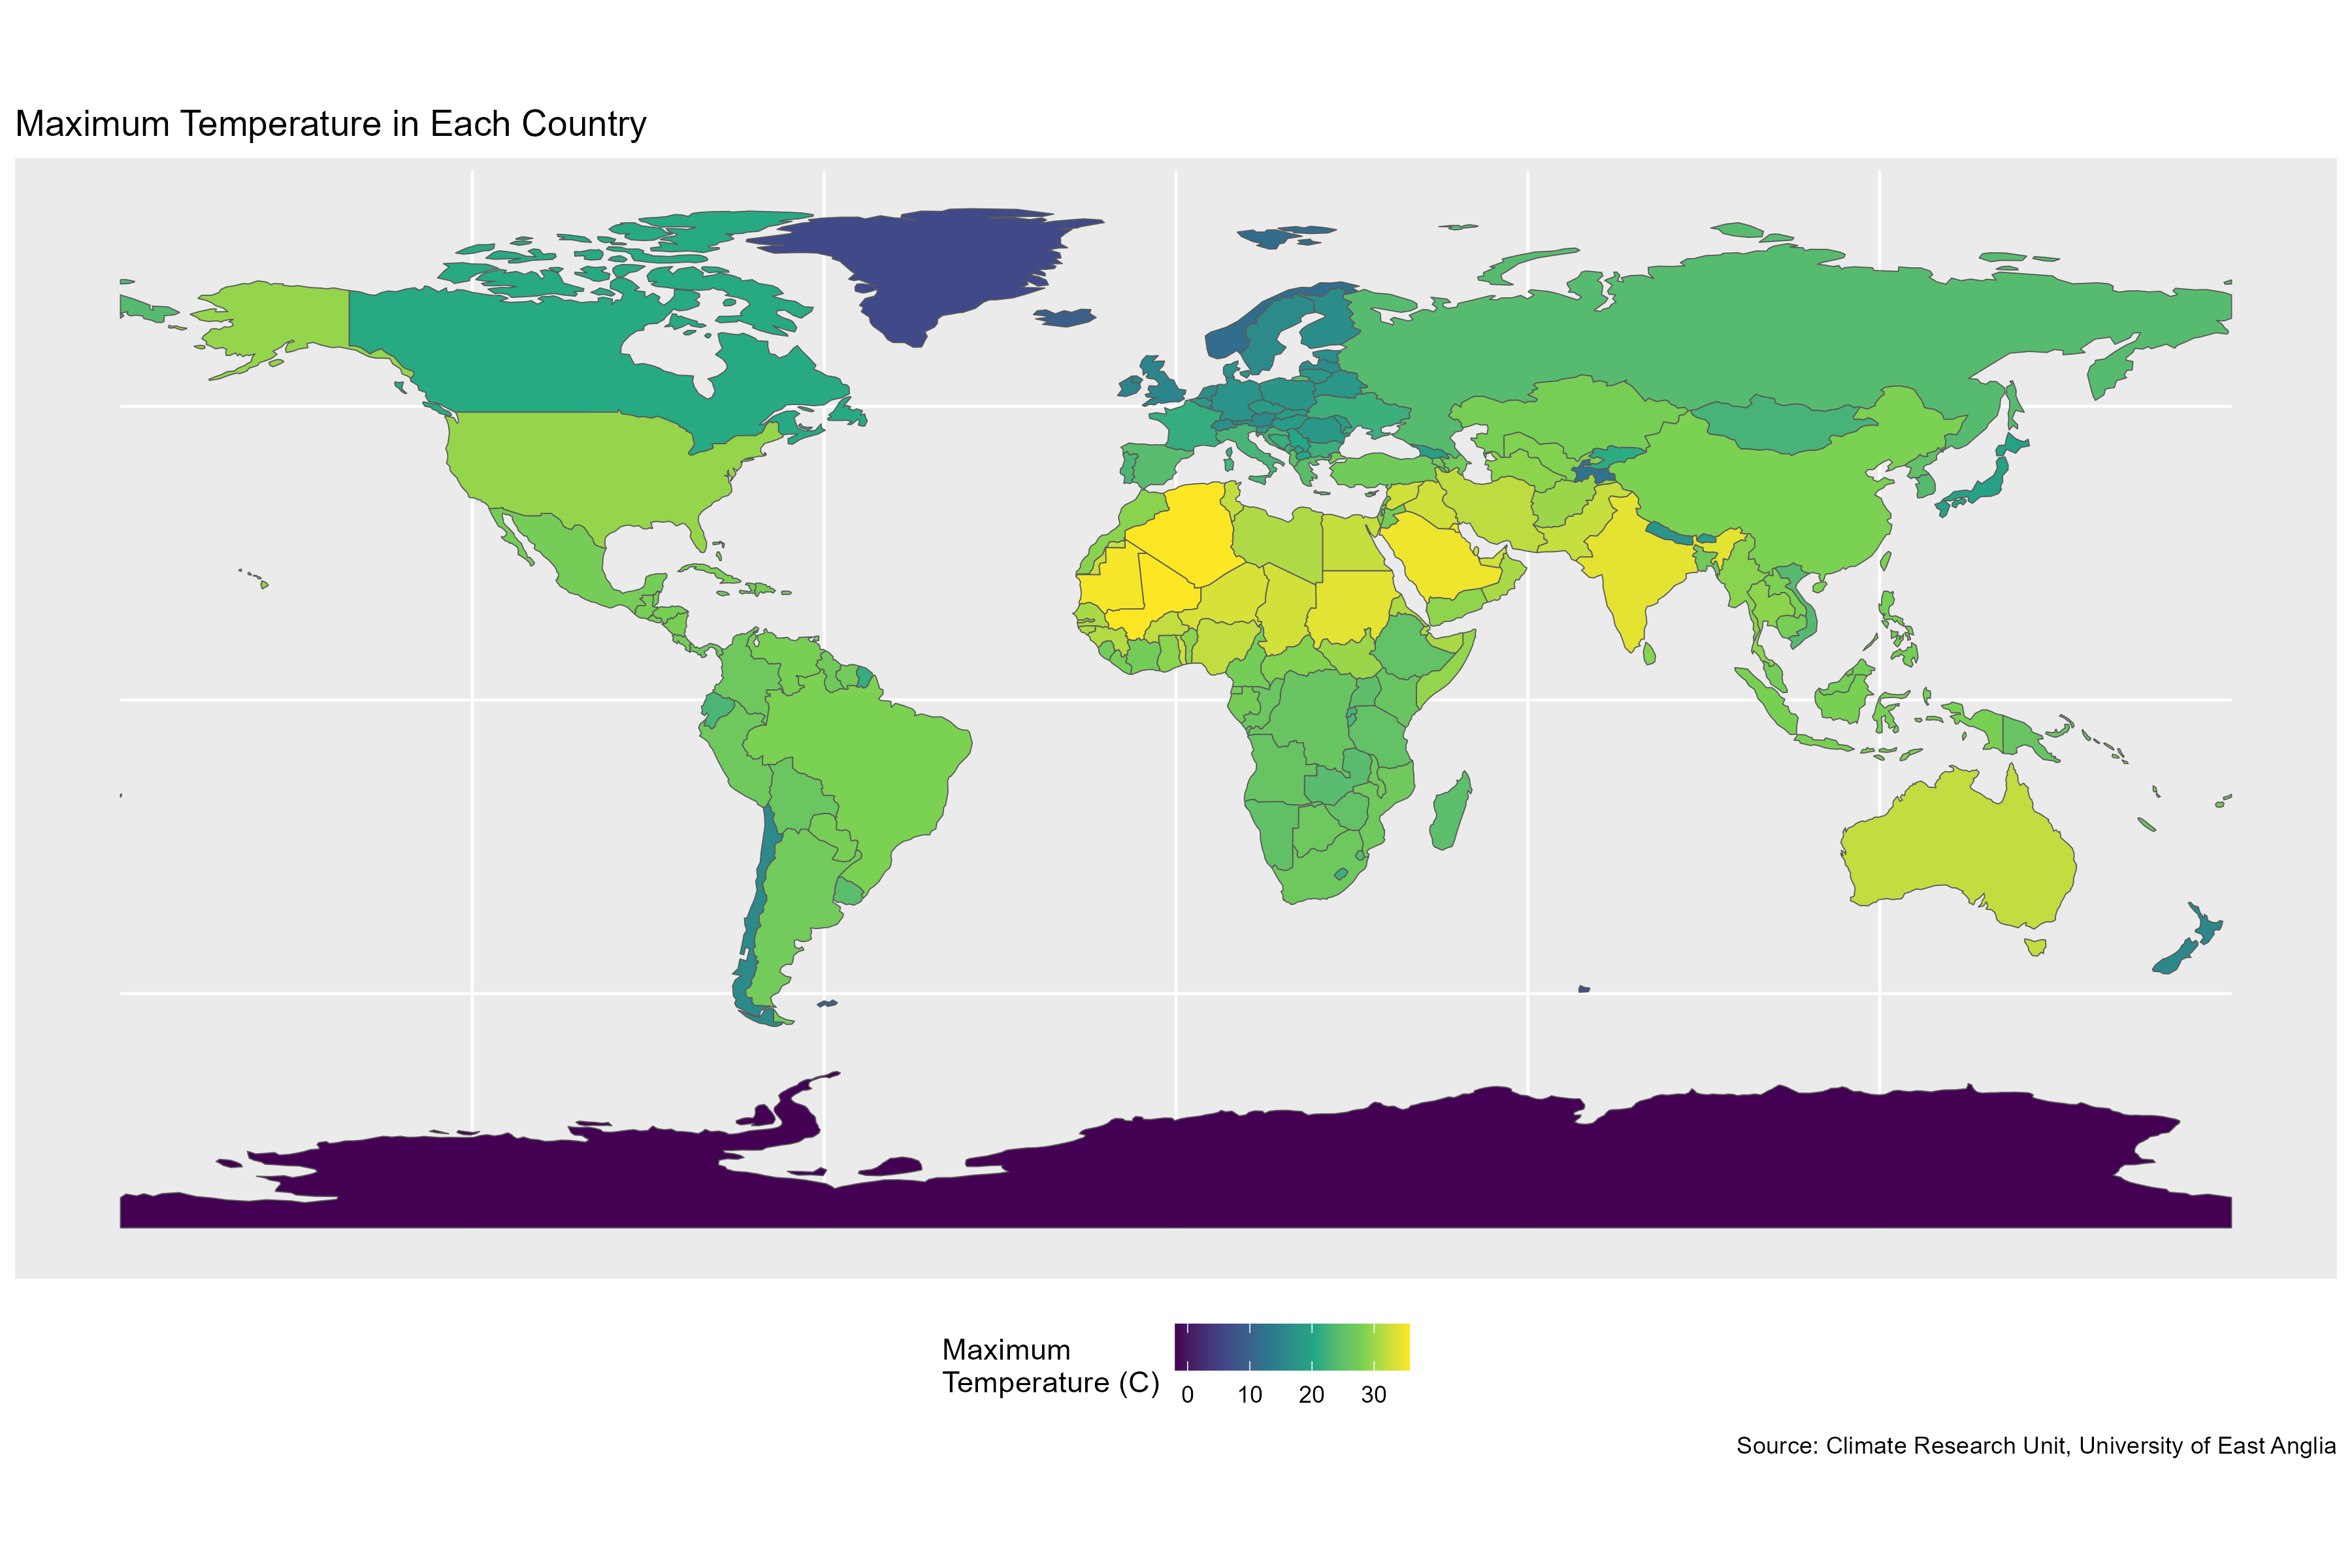 Maximum Temperature in Each Country
Maximum
Temperature (C)
0 10 20 30
Source: Climate Research Unit, University of East Anglia